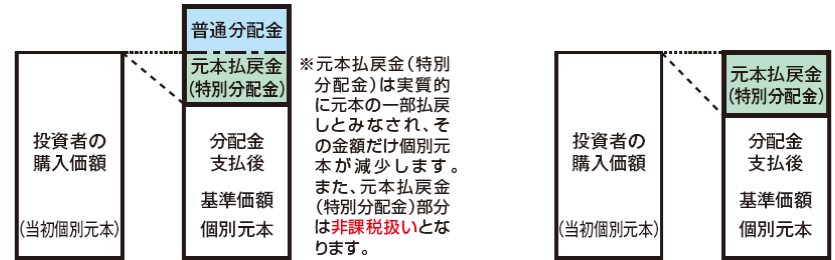 普通分配金
元本払戻金
(特別分配金)
投資者の
購入価額
(当初個別元本)
分配金
支払後
基準価額
個別元本
※元本払戻金(特別
分配金)は実質的
に元本の一部払戻
しとみなされ、そ
の金額だけ個別元
本が減少します。
また、元本払戻金
(特別分配金)部分
は非課税扱いとな
ります。
元本払戻金
(特別分配金)
投資者の
購入価額
(当初個別元本)
分配金
支払後
基準価額
個別元本